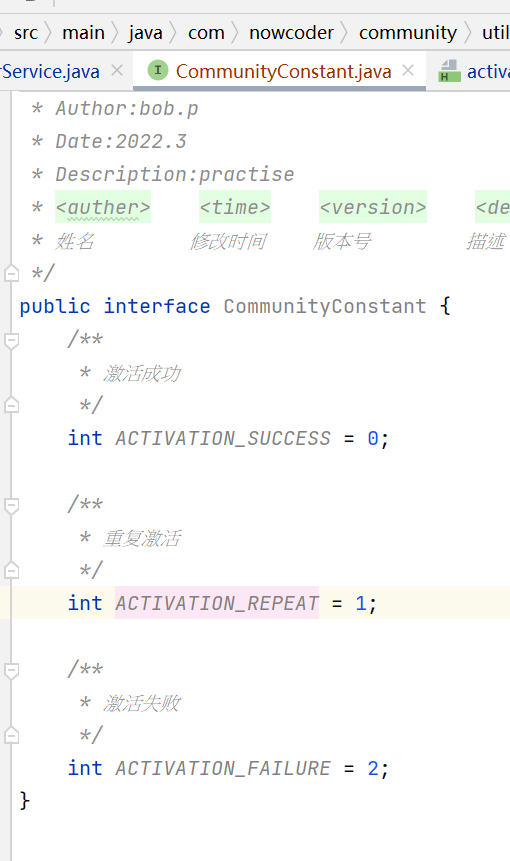 src 〉 main 〉 java 〉 com 〉 nowcoder 〉 community 〉 util
rService.java × I CommunityConstant.java × H activa
* Author:bob.p
* Date:2022.3
* Description:practise
* <auther> <time> <version> <de
* 姓名 修改时间 版本号 描述
*/
public interface CommunityConstant {
/**
* 激活成功
*/
int ACTIVATION_SUCCESS = 0;
/**
* 重复激活
*/
int ACTIVATION_REPEAT = 1;
/**
* 激活失败
*/
int ACTIVATION_FAILURE = 2;
}